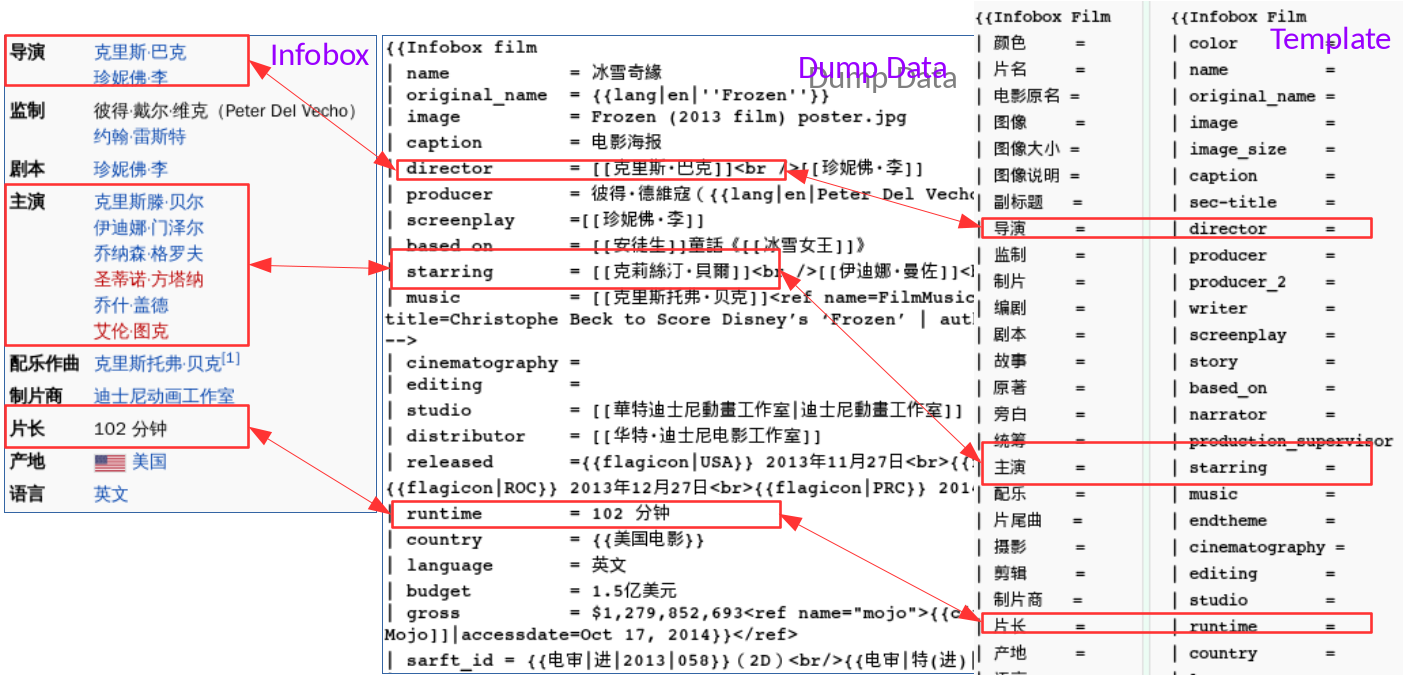 Infobox
导演 克里斯·巴克
珍妮佛·李
监制 彼得·戴尔·维克（Peter Del Vecho）
约翰·雷斯特
剧本 珍妮佛·李
主演 克里斯滕·贝尔
伊迪娜·门泽尔
乔纳森·格罗夫
圣蒂诺·方塔纳
乔什·盖德
艾伦·图克
配乐作曲 克里斯托弗·贝克[1]
制片商 迪士尼动画工作室
片长 102 分钟
产地 美国
语言 英文
Dump Data
Dump Data
{{Infobox film
| name = 冰雪奇緣
| original_name = {{lang|en|''Frozen''}}
| image = Frozen (2013 film) poster.jpg
| caption = 电影海报
| director = [[克里斯·巴克]]<br />[[珍妮佛·李]]
| producer = 彼得·德維寇（{{lang|en|Peter Del Vecho
| screenplay =[[珍妮佛·李]]
| based_on = [[安徒生]]童話《[[冰雪女王]]》
| starring = [[克莉絲汀·貝爾]]<br />[[伊迪娜·曼佐]]<
| music = [[克里斯托弗·贝克]]<ref name=FilmMusic
title=Christophe Beck to Score Disney’s ‘Frozen’ | aut
-->
| cinematography =
| editing =
| studio = [[華特迪士尼動畫工作室|迪士尼動畫工作室]]
| distributor = [[华特·迪士尼电影工作室]]
| released ={{flagicon|USA}} 2013年11月27日<br>{{
{{flagicon|ROC}} 2013年12月27日<br>{{flagicon|PRC}} 201
| runtime = 102 分钟
| country = {{美国电影}}
| language = 英文
| budget = 1.5亿美元
| gross = $1,279,852,693<ref name="mojo">{{c
Mojo]]|accessdate=Oct 17, 2014}}</ref>
| sarft_id = {{电审|进|2013|058}}（2D）<br/>{{电审|特(进)|
Template
{{Infobox Film {{Infobox Film
| 颜色 = | color =
| 片名 = | name =
| 电影原名 = | original_name =
| 图像 = | image =
| 图像大小 = | image_size =
| 图像说明 = | caption =
| 副标题 = | sec-title =
| 导演 = | director =
| 监制 = | producer =
| 制片 = | producer_2 =
| 编剧 = | writer =
| 剧本 = | screenplay =
| 故事 = | story =
| 原著 = | based_on =
| 旁白 = | narrator =
| 统筹 = | production_supervisor
| 主演 = | starring =
| 配乐 = | music =
| 片尾曲 = | endtheme =
| 摄影 = | cinematography =
| 剪辑 = | editing =
| 制片商 = | studio =
| 片长 = | runtime =
| 产地 = | country =